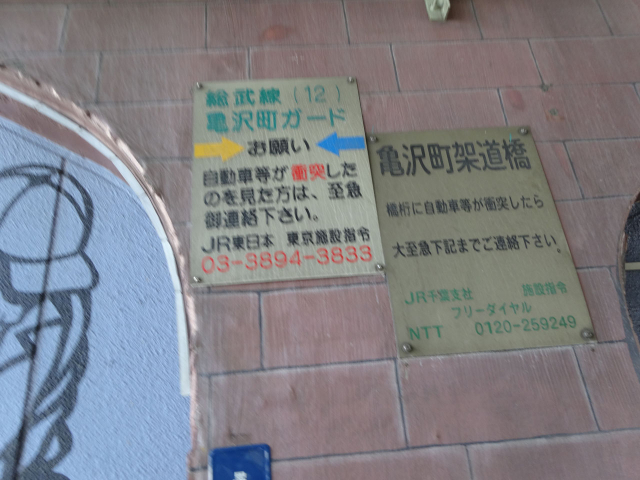 総武線（12）
亀沢町ガード
お願い
自動車等が衝突した
のを見た方は、至急
御連絡下さい。
JR東日本 東京施設指令
03-3894-3833
亀沢町架道橋
橋桁に自動車等が衝突したら
大至急下記までご連絡下さい。
JR千葉支社 施設指令
フリーダイヤル
NTT 0120-259249